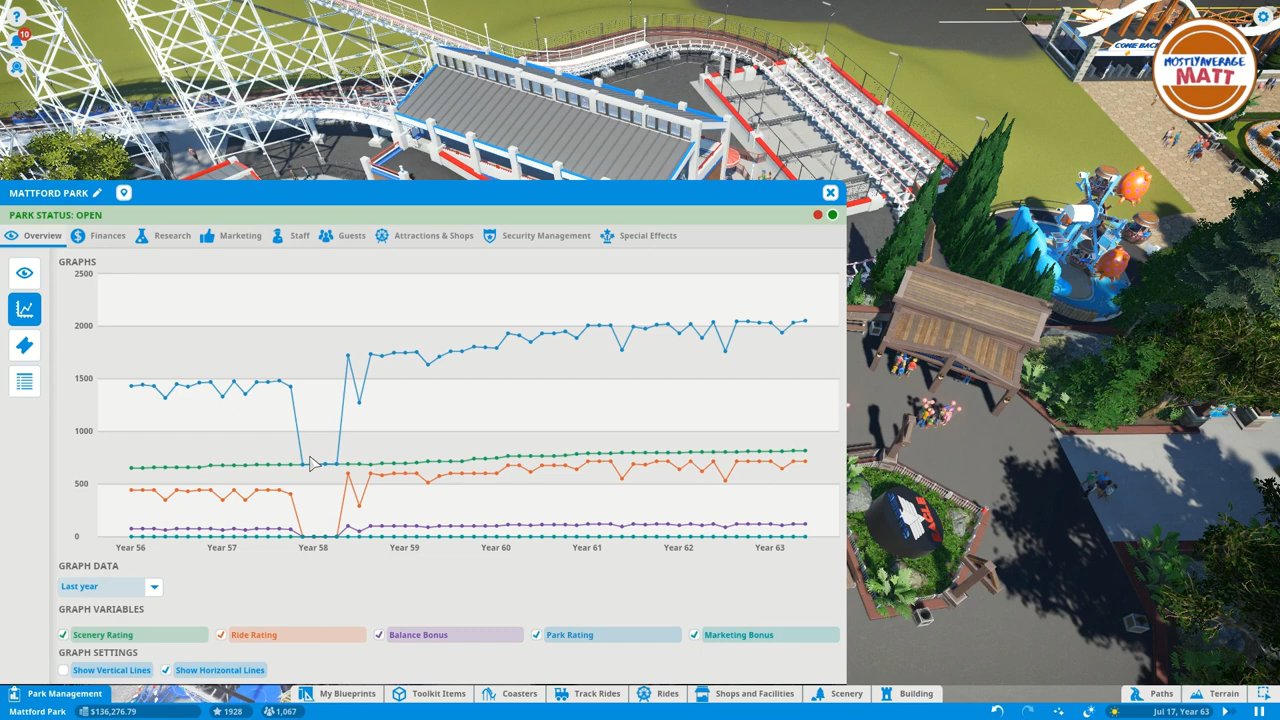 ?
10
COME BACK
MOSTLYAVERAGE
MATT
MATTFORD PARK
PARK STATUS: OPEN
Overview
Finances
Research
Marketing
Staff
Guests
Attractions & Shops
Security Management
Special Effects
GRAPHS
2500
2000
1500
1000
500
0
Year 56
Year 57
Year 58
Year 59
Year 60
Year 61
Year 62
Year 63
GRAPH DATA
Last year
GRAPH VARIABLES
Scenery Rating
Ride Rating
Balance Bonus
Park Rating
Marketing Bonus
GRAPH SETTINGS
Show Vertical Lines
Show Horizontal Lines
Park Management
My Blueprints
Toolkit Items
Coasters
Track Rides
Rides
Shops and Facilities
Scenery
Building
Paths
Terrain
Mattford Park
$136,276.79
1928
1,067
Jul 17, Year 63